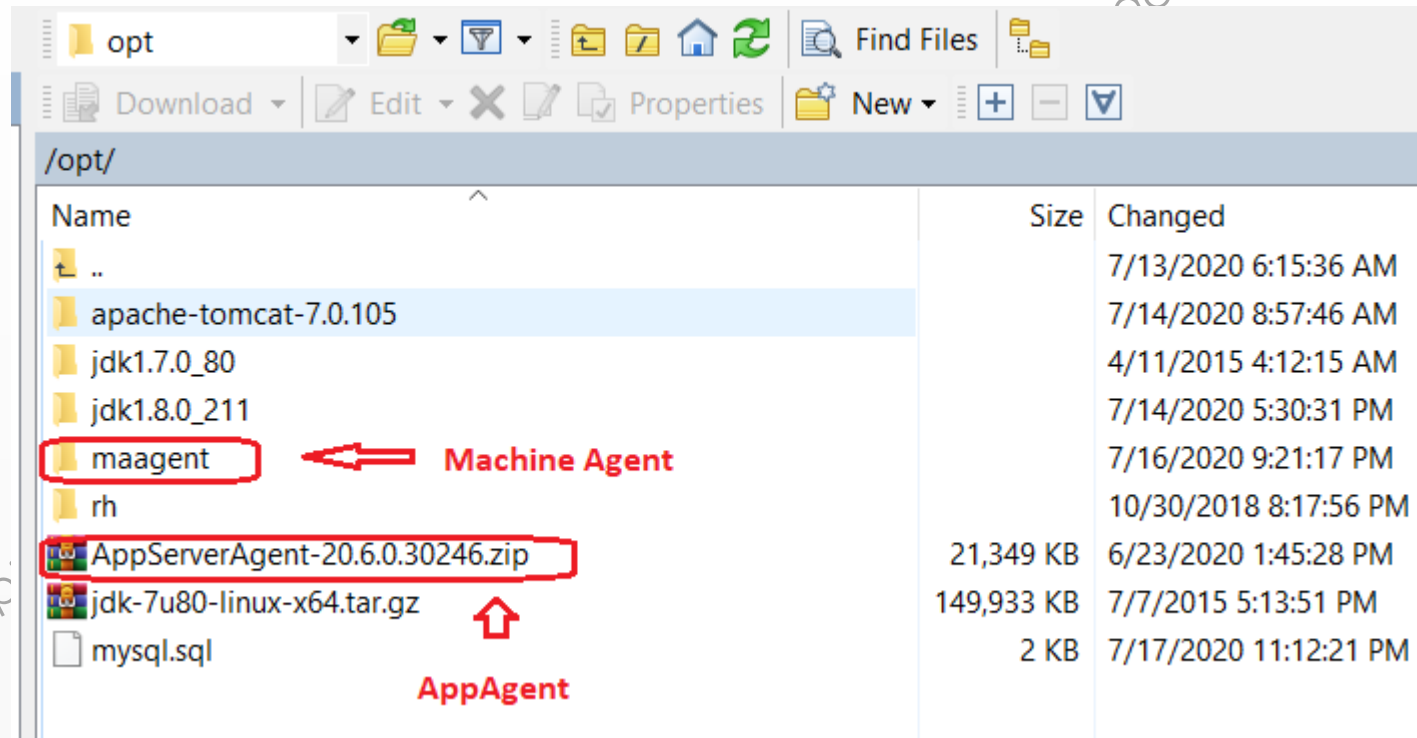 opt Find Files
Download Edit Properties New
/opt/
Name Size Changed
.. 7/13/2020 6:15:36 AM
apache-tomcat-7.0.105 7/14/2020 8:57:46 AM
jdk1.7.0_80 4/11/2015 4:12:15 AM
jdk1.8.0_211 7/14/2020 5:30:31 PM
maagent Machine Agent 7/16/2020 9:21:17 PM
rh 10/30/2018 8:17:56 PM
AppServerAgent-20.6.0.30246.zip 21,349 KB 6/23/2020 1:45:28 PM
jdk-7u80-linux-x64.tar.gz 149,933 KB 7/7/2015 5:13:51 PM
mysql.sql 2 KB 7/17/2020 11:12:21 PM
AppAgent